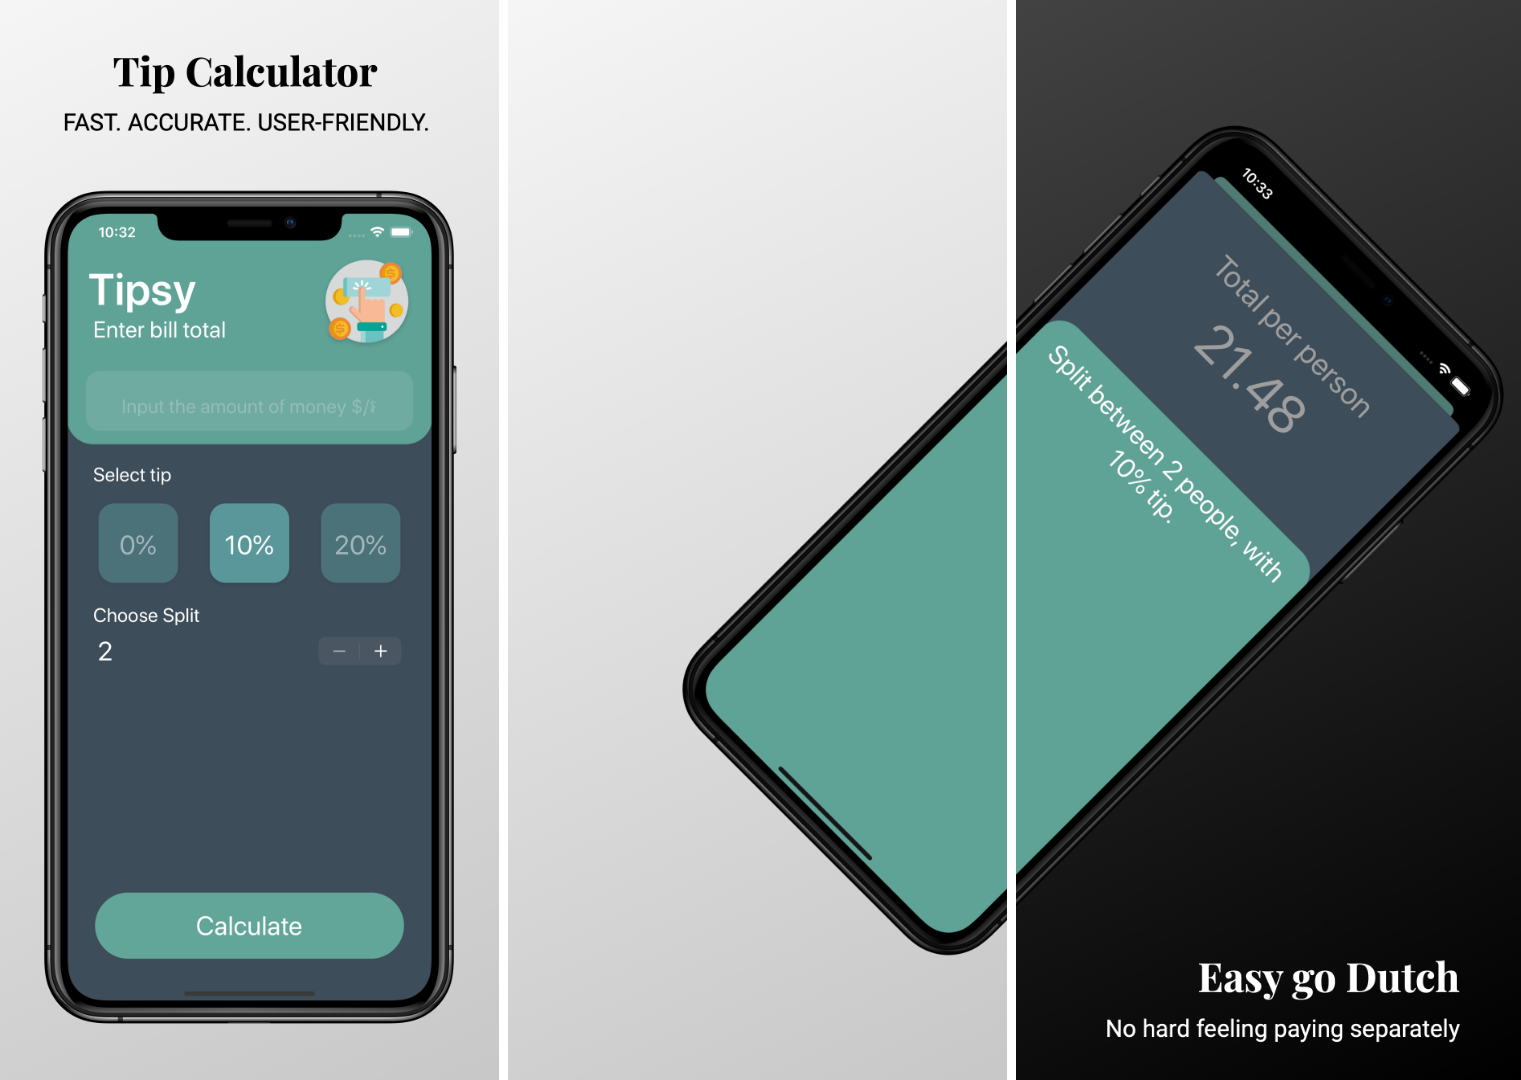 Tip Calculator
FAST. ACCURATE. USER-FRIENDLY.
10:32
Tipsy
Enter bill total
Input the amount of money $/
Select tip
0%
10%
20%
Choose Split
2
− +
Calculate
10:33
Total per person
21.48
Split between 2 people, with
10% tip.
Easy go Dutch
No hard feeling paying separately